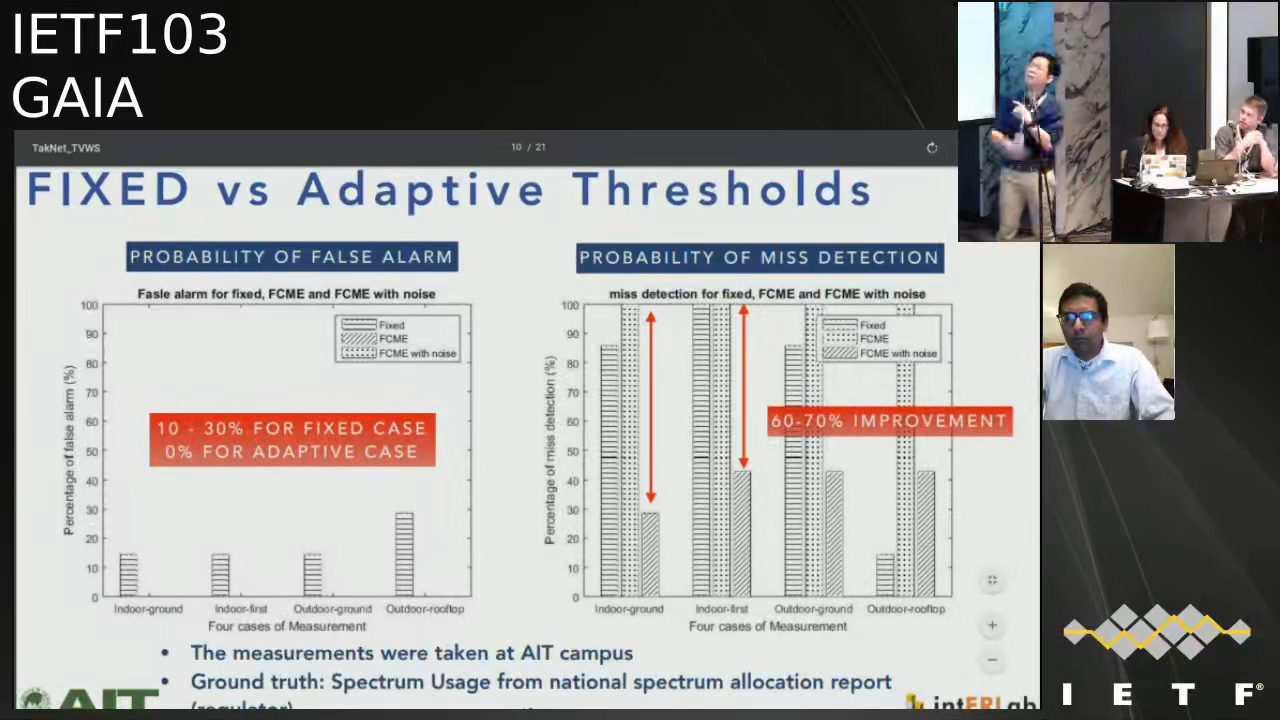 IETF103
GAIA
TakNet_TVWS
10 / 21
FIXED vs Adaptive Thresholds
PROBABILITY OF FALSE ALARM
Fasle alarm for fixed, FCME and FCME with noise
100
90
80
70
60
50
40
30
20
10
0
Percentage of false alarm (%)
Fixed
FCME
FCME with noise
10 - 30% FOR FIXED CASE
0% FOR ADAPTIVE CASE
Indoor-ground
Indoor-first
Outdoor-ground
Outdoor-rooftop
Four cases of Measurement
PROBABILITY OF MISS DETECTION
miss detection for fixed, FCME and FCME with noise
100
90
80
70
60
50
40
30
20
10
0
Percentage of miss detection (%)
Fixed
FCME
FCME with noise
60-70% IMPROVEMENT
Indoor-ground
Indoor-first
Outdoor-ground
Outdoor-rooftop
Four cases of Measurement
• The measurements were taken at AIT campus
• Ground truth: Spectrum Usage from national spectrum allocation report
(regulator)
AIT
intERLab
I E T F®